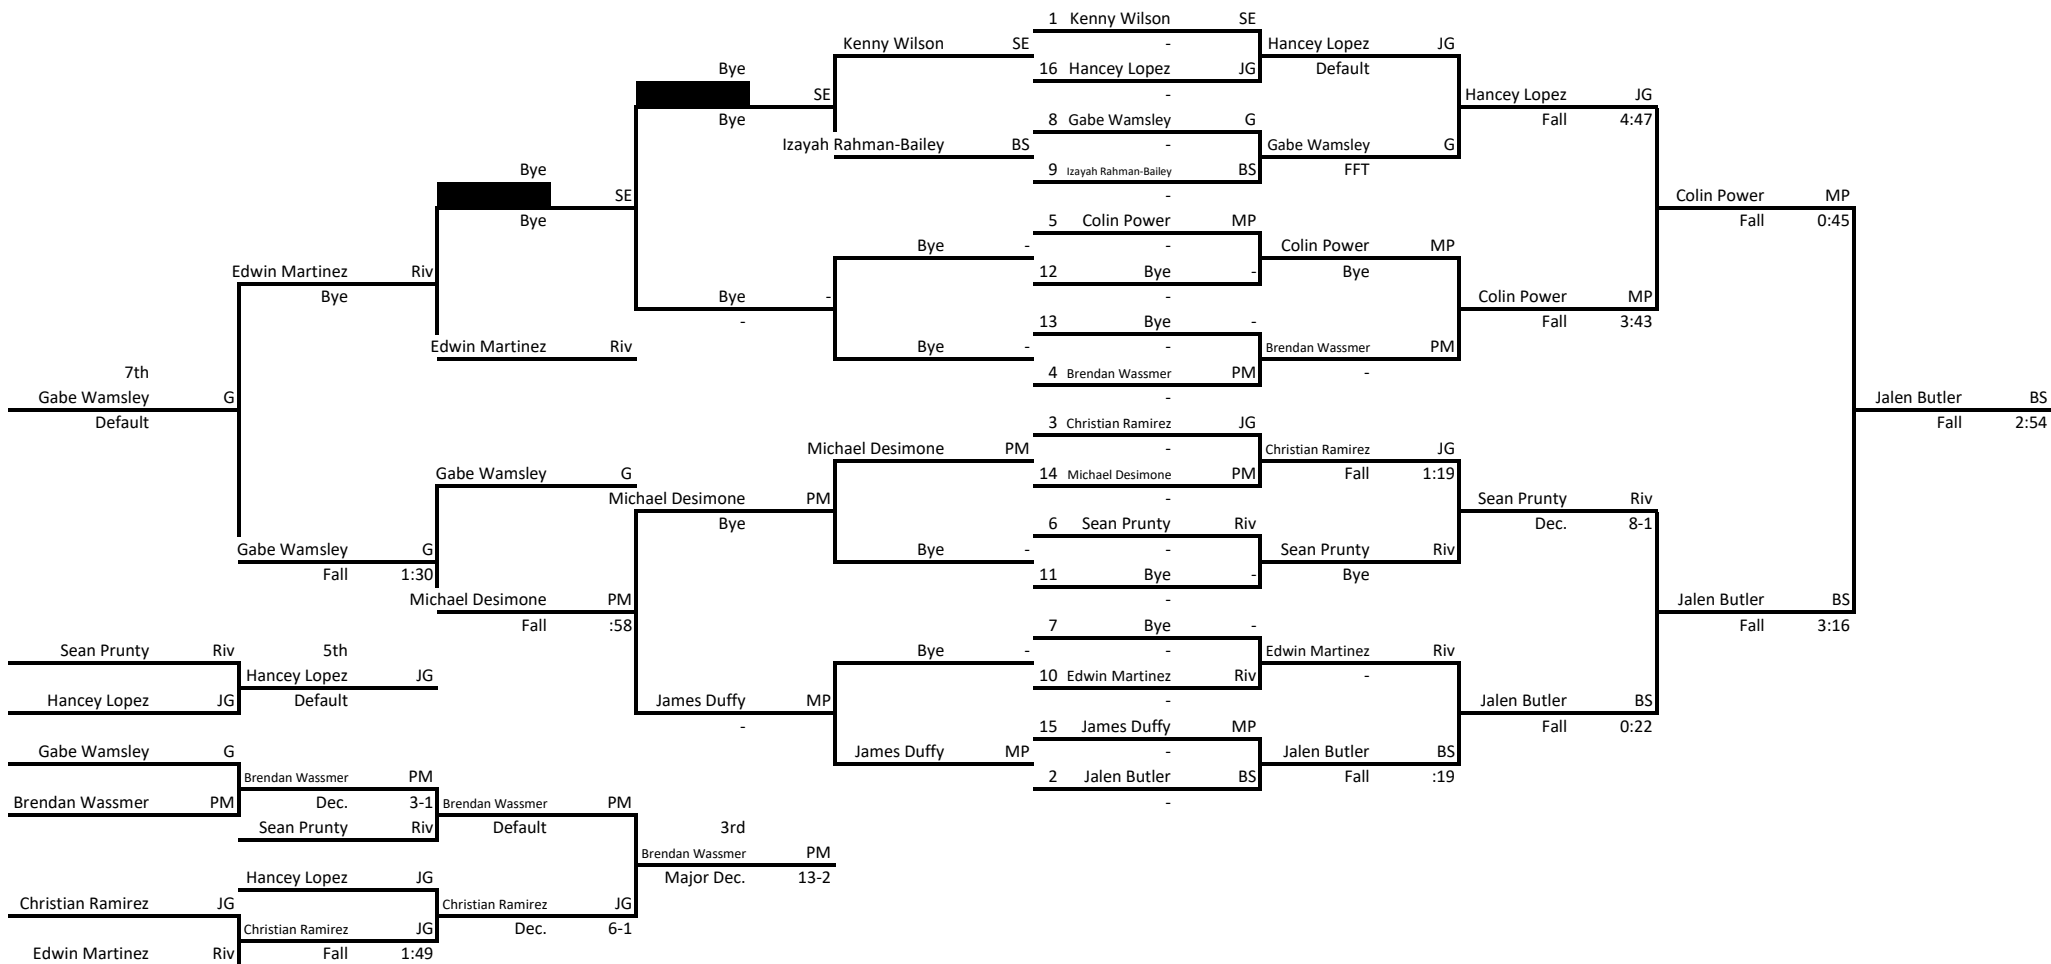 1 Kenny Wilson SE
Kenny Wilson SE - Hancey Lopez JG
Bye 16 Hancey Lopez JG Default
SE - Hancey Lopez JG
Bye 8 Gabe Wamsley G Fall 4:47
Izayah Rahman-Bailey BS - Gabe Wamsley G
Bye 9 Izayah Rahman-Bailey BS FFT
SE - Colin Power MP
Bye 5 Colin Power MP Fall 0:45
Bye - - Colin Power MP
Edwin Martinez Riv 12 Bye - Bye
Bye Bye - - Colin Power MP
- 13 Bye - Fall 3:43
Edwin Martinez Riv Bye - - Brendan Wassmer PM
7th 4 Brendan Wassmer PM -
Gabe Wamsley G - Jalen Butler BS
Default 3 Christian Ramirez JG Fall 2:54
Michael Desimone PM - Christian Ramirez JG
Gabe Wamsley G 14 Michael Desimone PM Fall 1:19
Michael Desimone PM - Sean Prunty Riv
Bye 6 Sean Prunty Riv Dec. 8-1
Gabe Wamsley G Bye - - Sean Prunty Riv
Fall 1:30 11 Bye - Bye
Michael Desimone PM - Jalen Butler BS
Fall :58 7 Bye - Fall 3:16
Sean Prunty Riv 5th Bye - - Edwin Martinez Riv
Hancey Lopez JG 10 Edwin Martinez Riv -
Hancey Lopez JG Default James Duffy MP - Jalen Butler BS
- 15 James Duffy MP Fall 0:22
Gabe Wamsley G James Duffy MP - Jalen Butler BS
Brendan Wassmer PM 2 Jalen Butler BS Fall :19
Brendan Wassmer PM Dec. 3-1 Brendan Wassmer PM -
Sean Prunty Riv Default 3rd
Brendan Wassmer PM
Hancey Lopez JG Major Dec. 13-2
Christian Ramirez JG Christian Ramirez JG
Christian Ramirez JG Dec. 6-1
Edwin Martinez Riv Fall 1:49